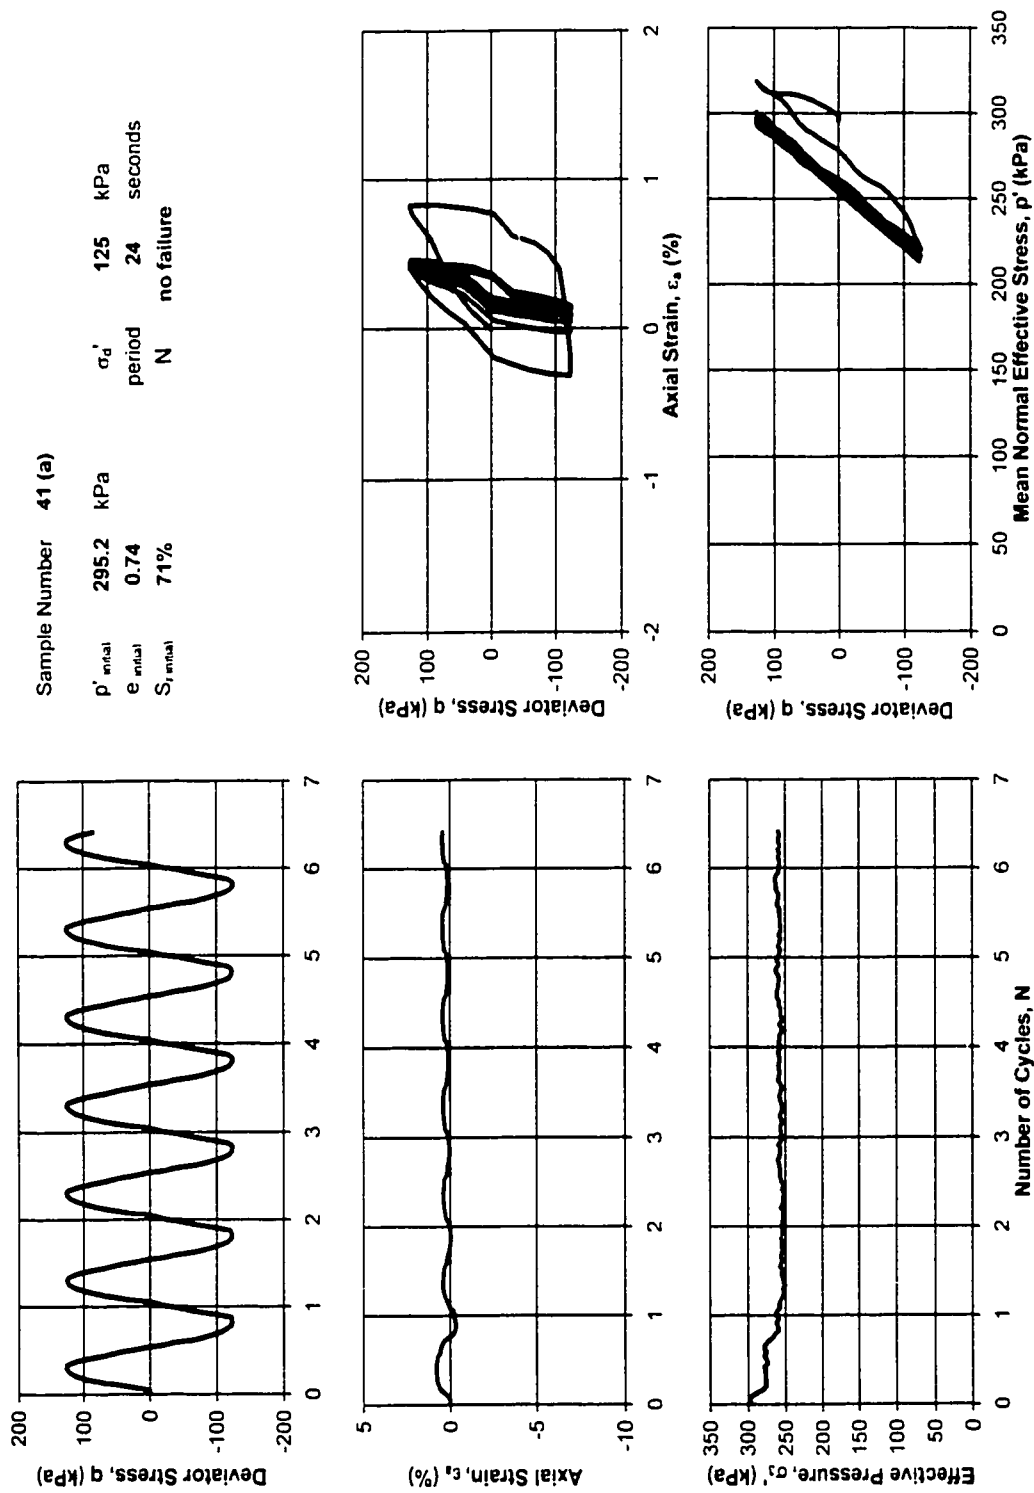 Sample Number 41 (a)
p' initial 295.2 kPa σd' 125 kPa
e initial 0.74 period 24 seconds
Sr initial 71% N no failure
Deviator Stress, q (kPa)
200
100
0
-100
-200
0 1 2 3 4 5 6 7
Axial Strain, εa (%)
5
0
-5
-10
0 1 2 3 4 5 6 7
Effective Pressure, σ3' (kPa)
350
300
250
200
150
100
50
0
0 1 2 3 4 5 6 7
Number of Cycles, N
Deviator Stress, q (kPa)
200
100
0
-100
-200
-2 -1 0 1 2
Axial Strain, εa (%)
Deviator Stress, q (kPa)
200
100
0
-100
-200
0 50 100 150 200 250 300 350
Mean Normal Effective Stress, p' (kPa)